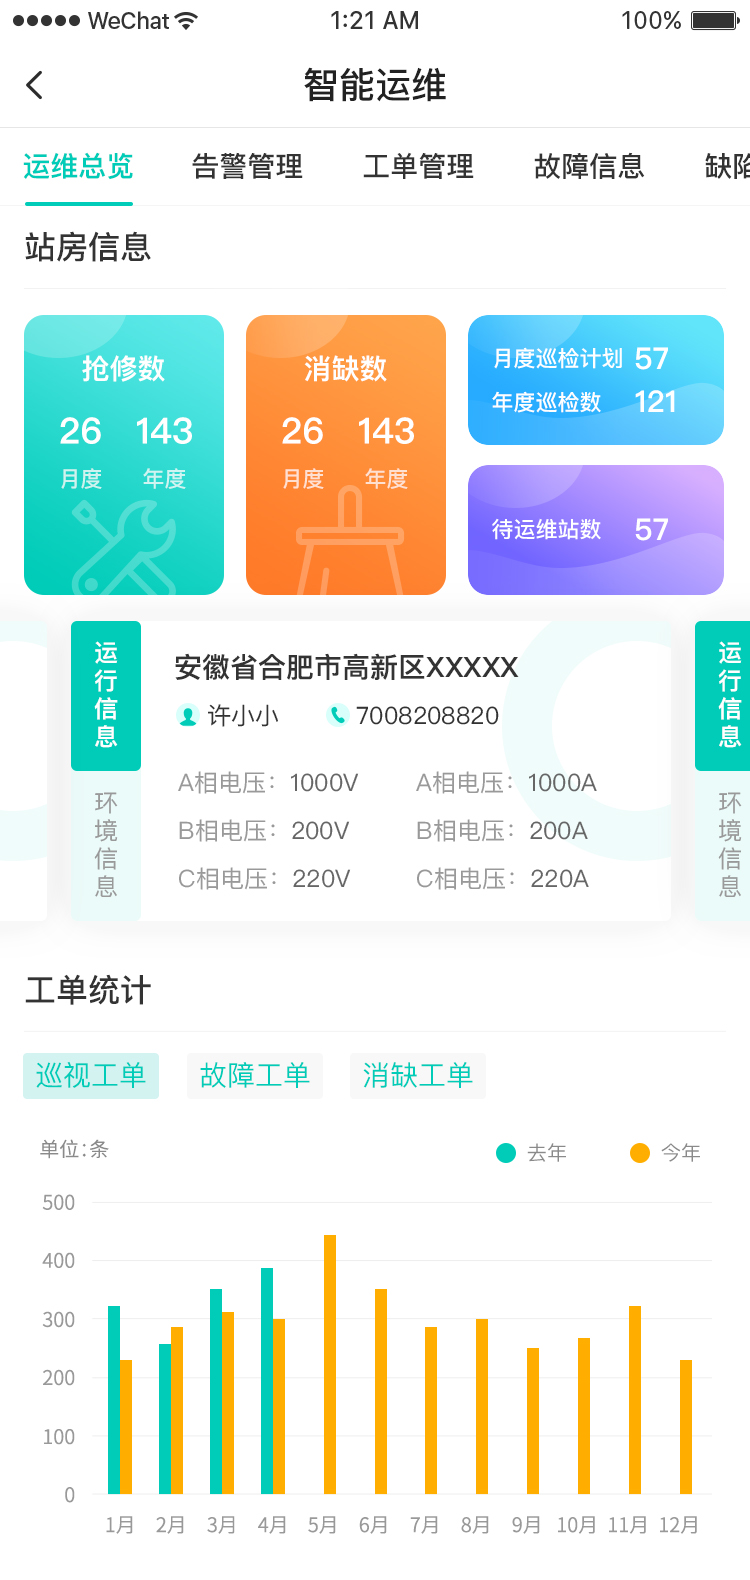 WeChat 1:21 AM 100%
智能运维
运维总览 告警管理 工单管理 故障信息 缺陷
站房信息
抢修数
26 143
月度 年度
消缺数
26 143
月度 年度
月度巡检计划 57
年度巡检数 121
待运维站数 57
运行信息
环境信息
安徽省合肥市高新区XXXXX
许小小 7008208820
A相电压: 1000V A相电压: 1000A
B相电压: 200V B相电压: 200A
C相电压: 220V C相电压: 220A
运行信息
环境信息
工单统计
巡视工单 故障工单 消缺工单
单位:条 去年 今年
500
400
300
200
100
0
1月 2月 3月 4月 5月 6月 7月 8月 9月 10月 11月 12月